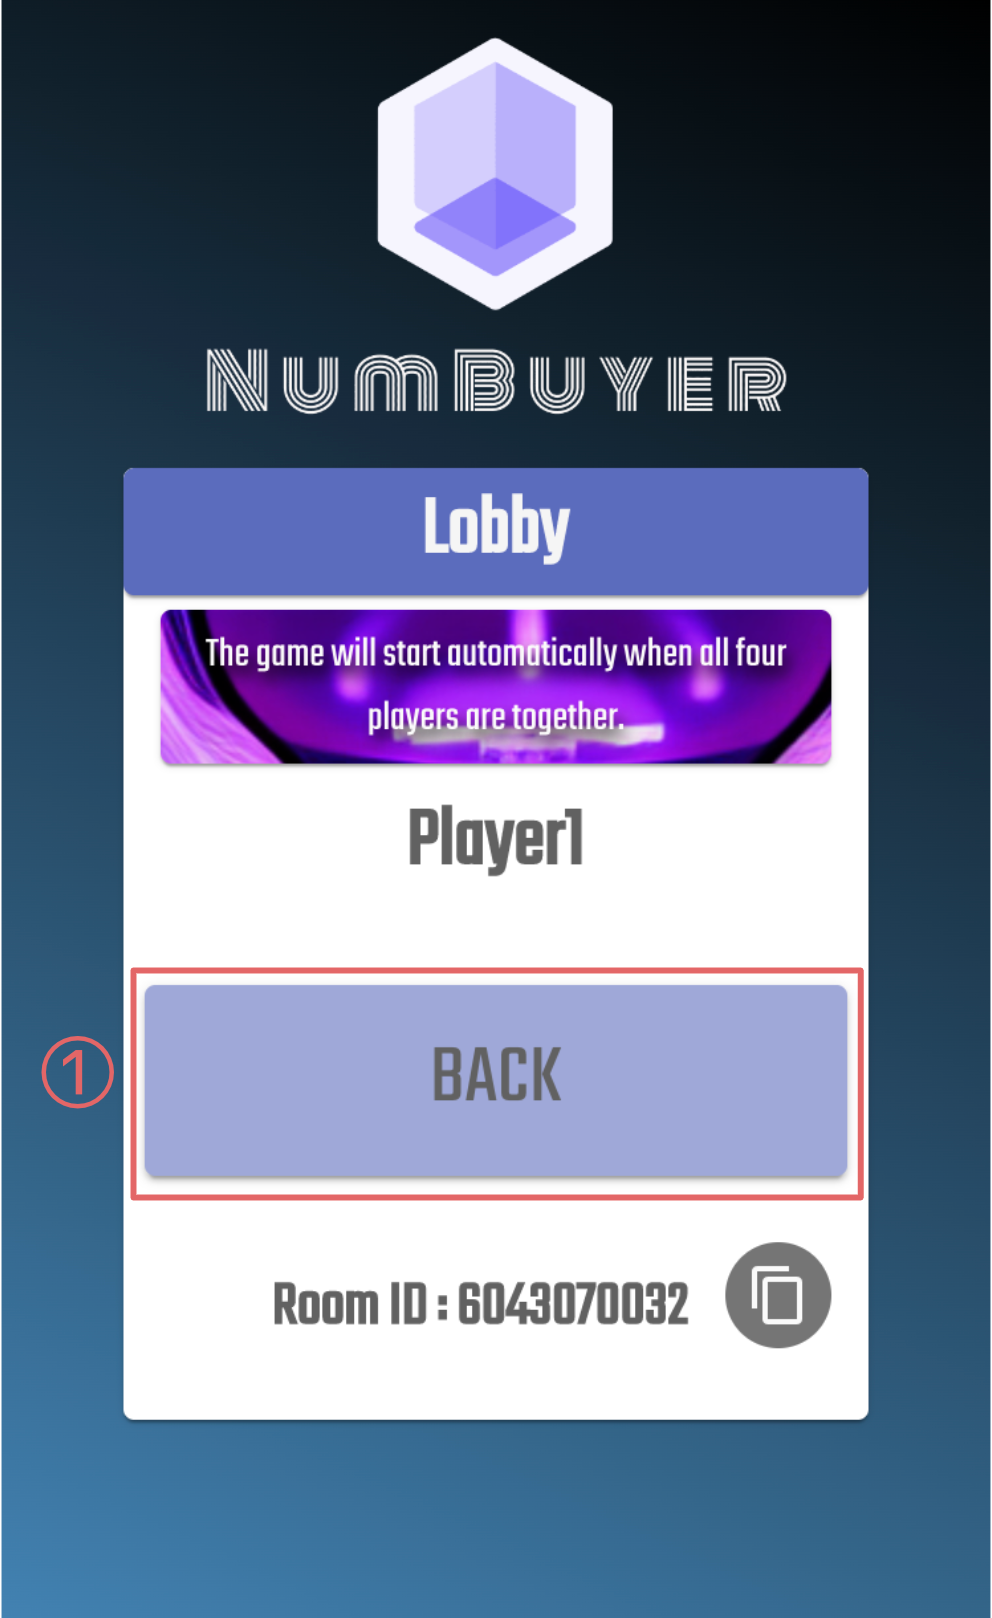 NumBuyer
Lobby
The game will start automatically when all four
players are together.
Player1
①
BACK
Room ID : 6043070032